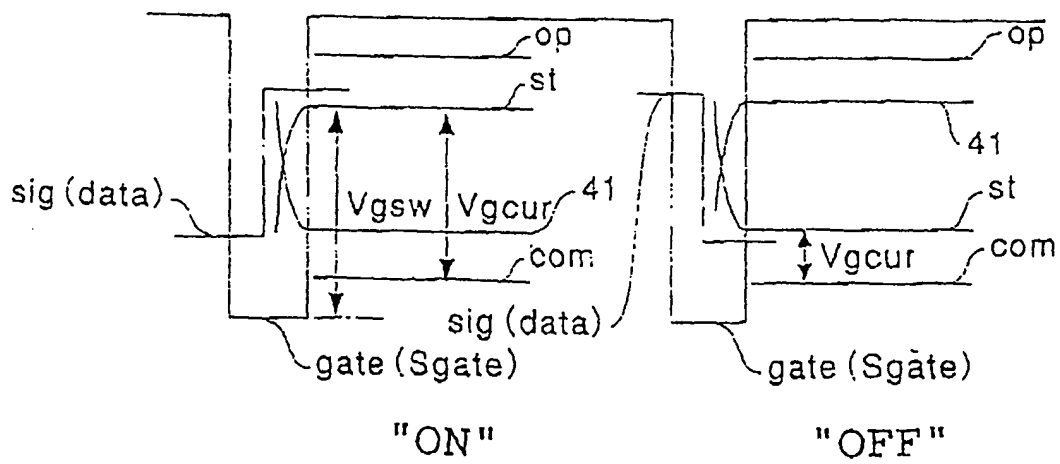 op
st
sig (data)
Vgsw
Vgcur
41
com
gate (Sgate)
"ON"
op
41
st
Vgcur
com
sig (data)
gate (Sgate)
"OFF"